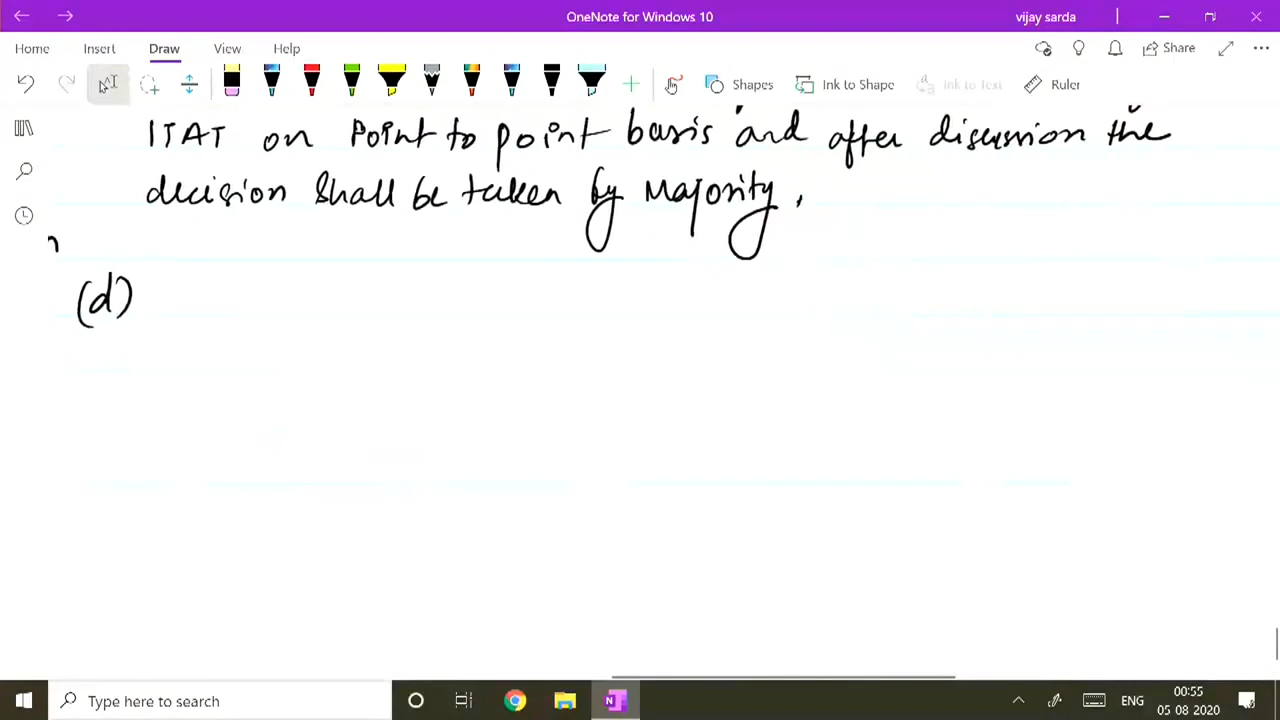 OneNote for Windows 10
vijay sarda
Home Insert Draw View Help
Share
Shapes
Ink to Shape
Ink to Text
Ruler
ITAT on Point to point basis and after discussion the
decision shall be taken by Majority,
(d)
Type here to search
ENG
00:55
05-08-2020